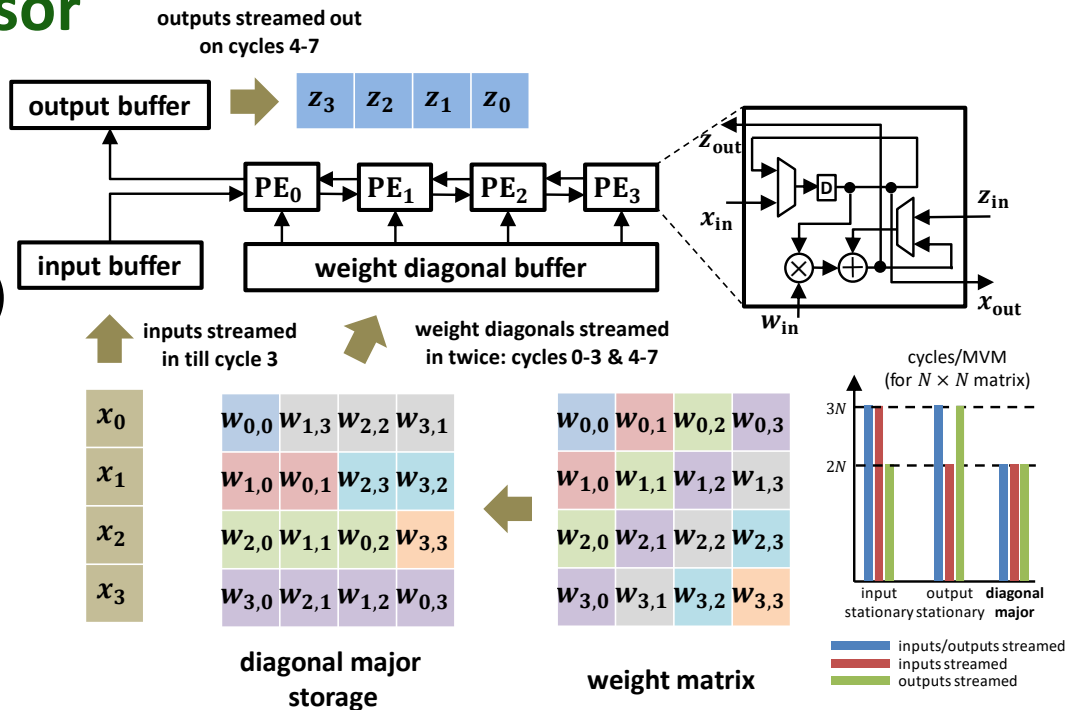 sor
outputs streamed out
on cycles 4-7
output buffer
z3 z2 z1 z0
PE0 PE1 PE2 PE3
input buffer
weight diagonal buffer
zout
D
xin
zin
× +
win
xout
)
inputs streamed
in till cycle 3
weight diagonals streamed
in twice: cycles 0-3 & 4-7
x0
x1
x2
x3
w0,0 w1,3 w2,2 w3,1
w1,0 w0,1 w2,3 w3,2
w2,0 w1,1 w0,2 w3,3
w3,0 w2,1 w1,2 w0,3
diagonal major
storage
w0,0 w0,1 w0,2 w0,3
w1,0 w1,1 w1,2 w1,3
w2,0 w2,1 w2,2 w2,3
w3,0 w3,1 w3,2 w3,3
weight matrix
cycles/MVM
(for N × N matrix)
3N
2N
input
stationary
output
stationary
diagonal
major
inputs/outputs streamed
inputs streamed
outputs streamed